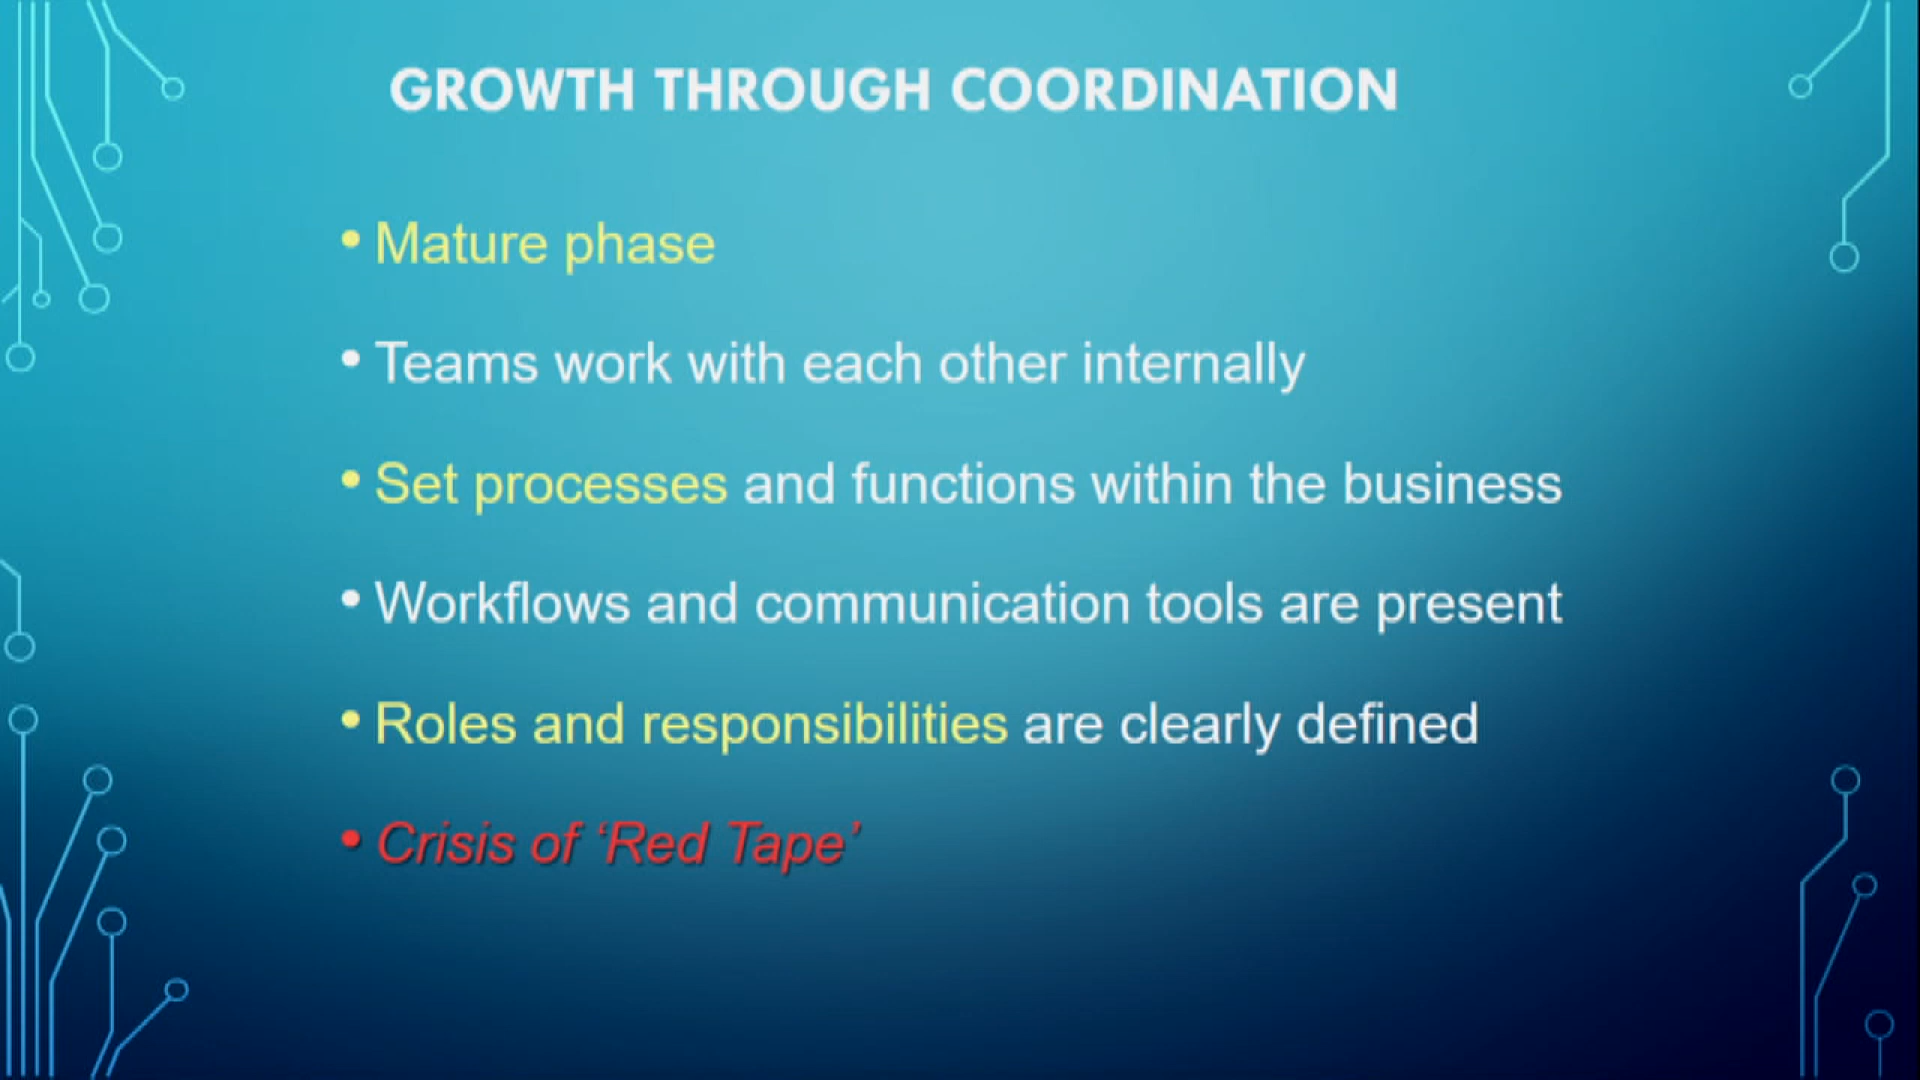 GROWTH THROUGH COORDINATION
• Mature phase
• Teams work with each other internally
• Set processes and functions within the business
• Workflows and communication tools are present
• Roles and responsibilities are clearly defined
• Crisis of ‘Red Tape’